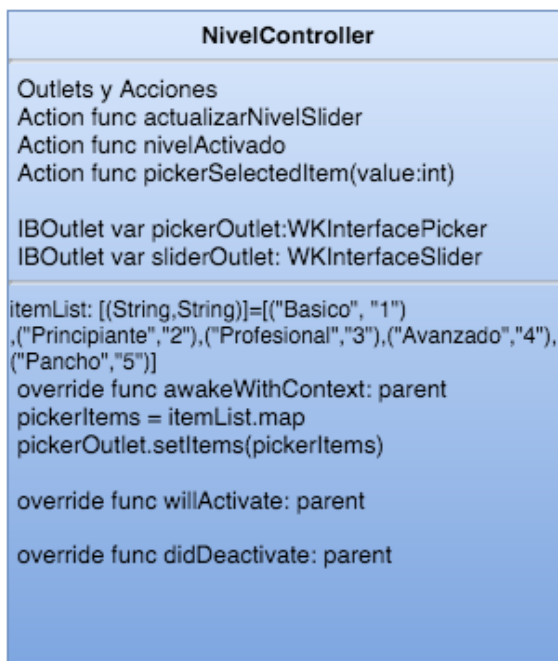 NivelController
Outlets y Acciones
Action func actualizarNivelSlider
Action func nivelActivado
Action func pickerSelectedItem(value:int)
IBOutlet var pickerOutlet:WKInterfacePicker
IBOutlet var sliderOutlet: WKInterfaceSlider
itemList: [(String,String)]=[("Basico", "1")
,("Principiante","2"),("Profesional","3"),("Avanzado","4"),
("Pancho","5")]
override func awakeWithContext: parent
pickerItems = itemList.map
pickerOutlet.setItems(pickerItems)
override func willActivate: parent
override func didDeactivate: parent